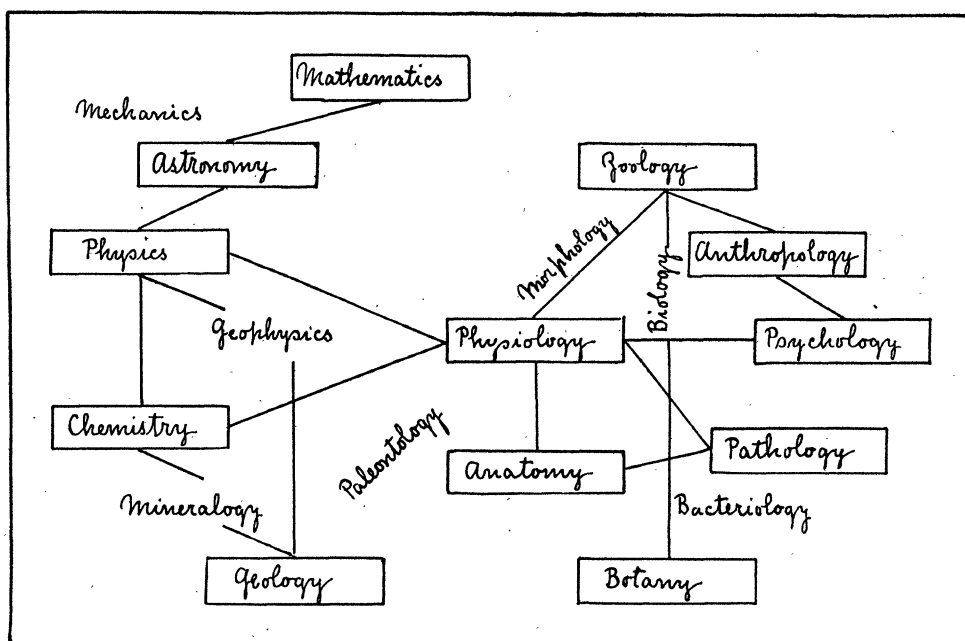 Mathematics
Mechanics
Astronomy
Zoology
Physics
Morphology
Biology
Anthropology
Geophysics
Physiology
Psychology
Chemistry
Paleontology
Anatomy
Pathology
Mineralogy
Bacteriology
Geology
Botany